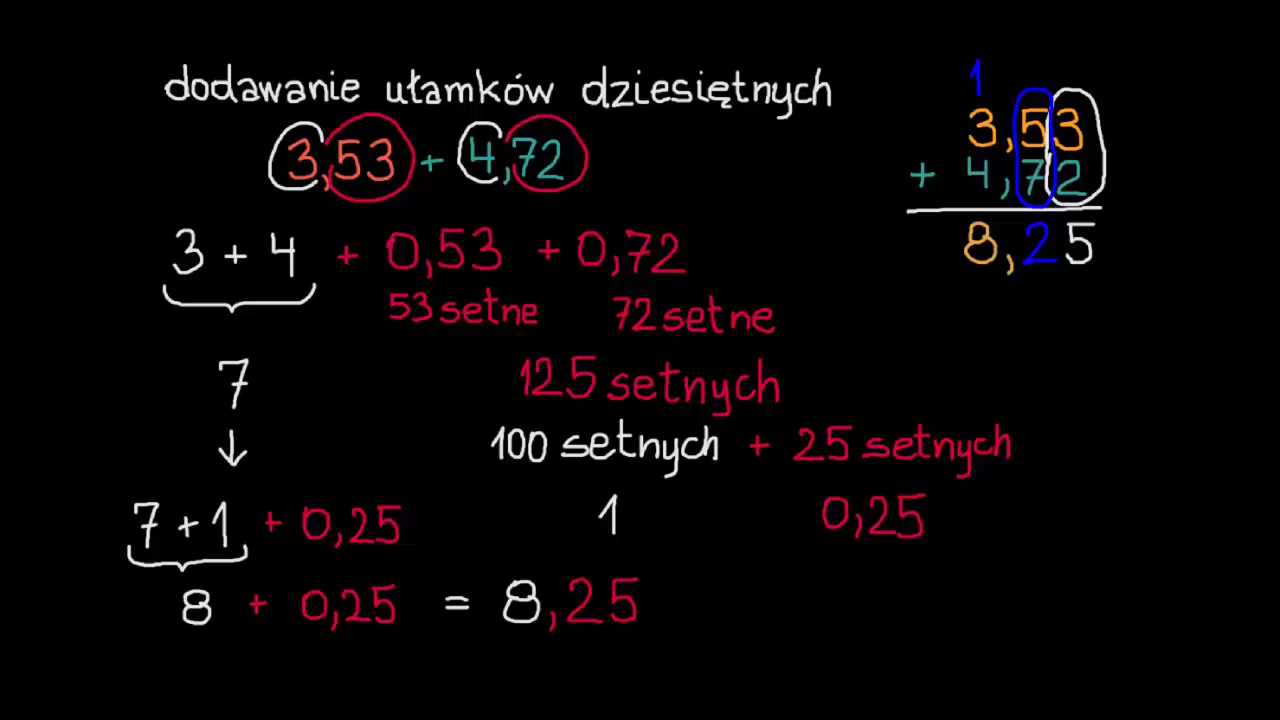 dodawanie ułamków dziesiętnych
3,53 + 4,72
3 + 4 + 0,53 + 0,72
53 setne 72 setne
7 125 setnych
↓ 100 setnych + 25 setnych
7 + 1 + 0,25 1 0,25
8 + 0,25 = 8,25
1
3,53
+ 4,72
8,25